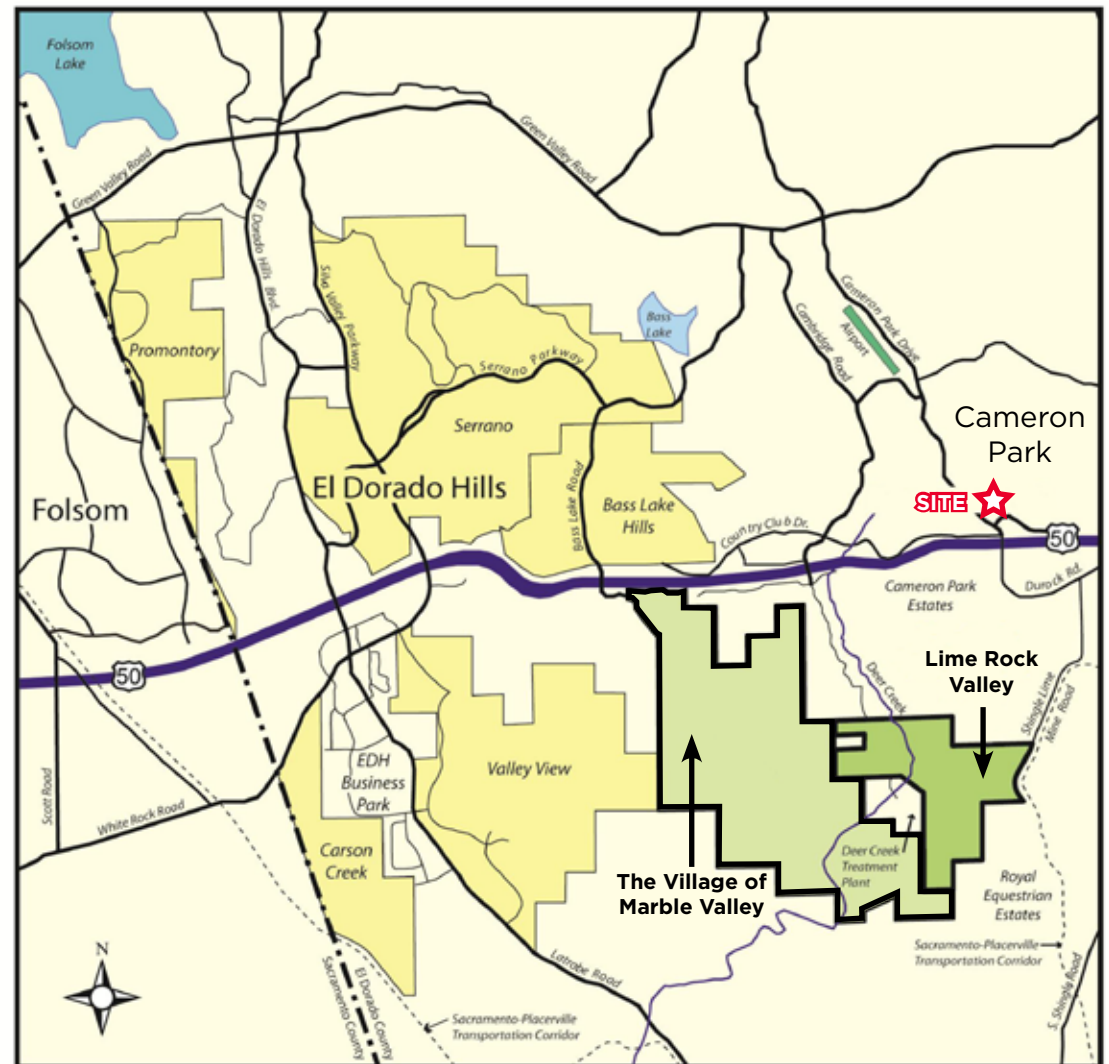 Folsom
Lake
Green Valley Road
Green Valley Road
El Dorado Hills Blvd.
Silva Valley Parkway
Bass
Lake
Cameron Park Drive
Airport
Cambridge Road
Promontory
Serrano Parkway
Serrano
Cameron
Park
El Dorado Hills
Bass Lake Road
Bass Lake
Hills
SITE
Folsom
Country Club Dr.
50
Durock Rd.
Cameron Park
Estates
50
Lime Rock
Valley
Deer Creek
Shingle Lime
Mine Road
EDH
Business
Park
Valley View
Scott Road
White Rock Road
Carson
Creek
Deer Creek
Treatment
Plant
The Village of
Marble Valley
Royal
Equestrian
Estates
Sacramento-Placerville
Transportation Corridor
N
Latrobe Road
El Dorado County
Sacramento County
S. Shingle Road
Sacramento-Placerville
Transportation Corridor